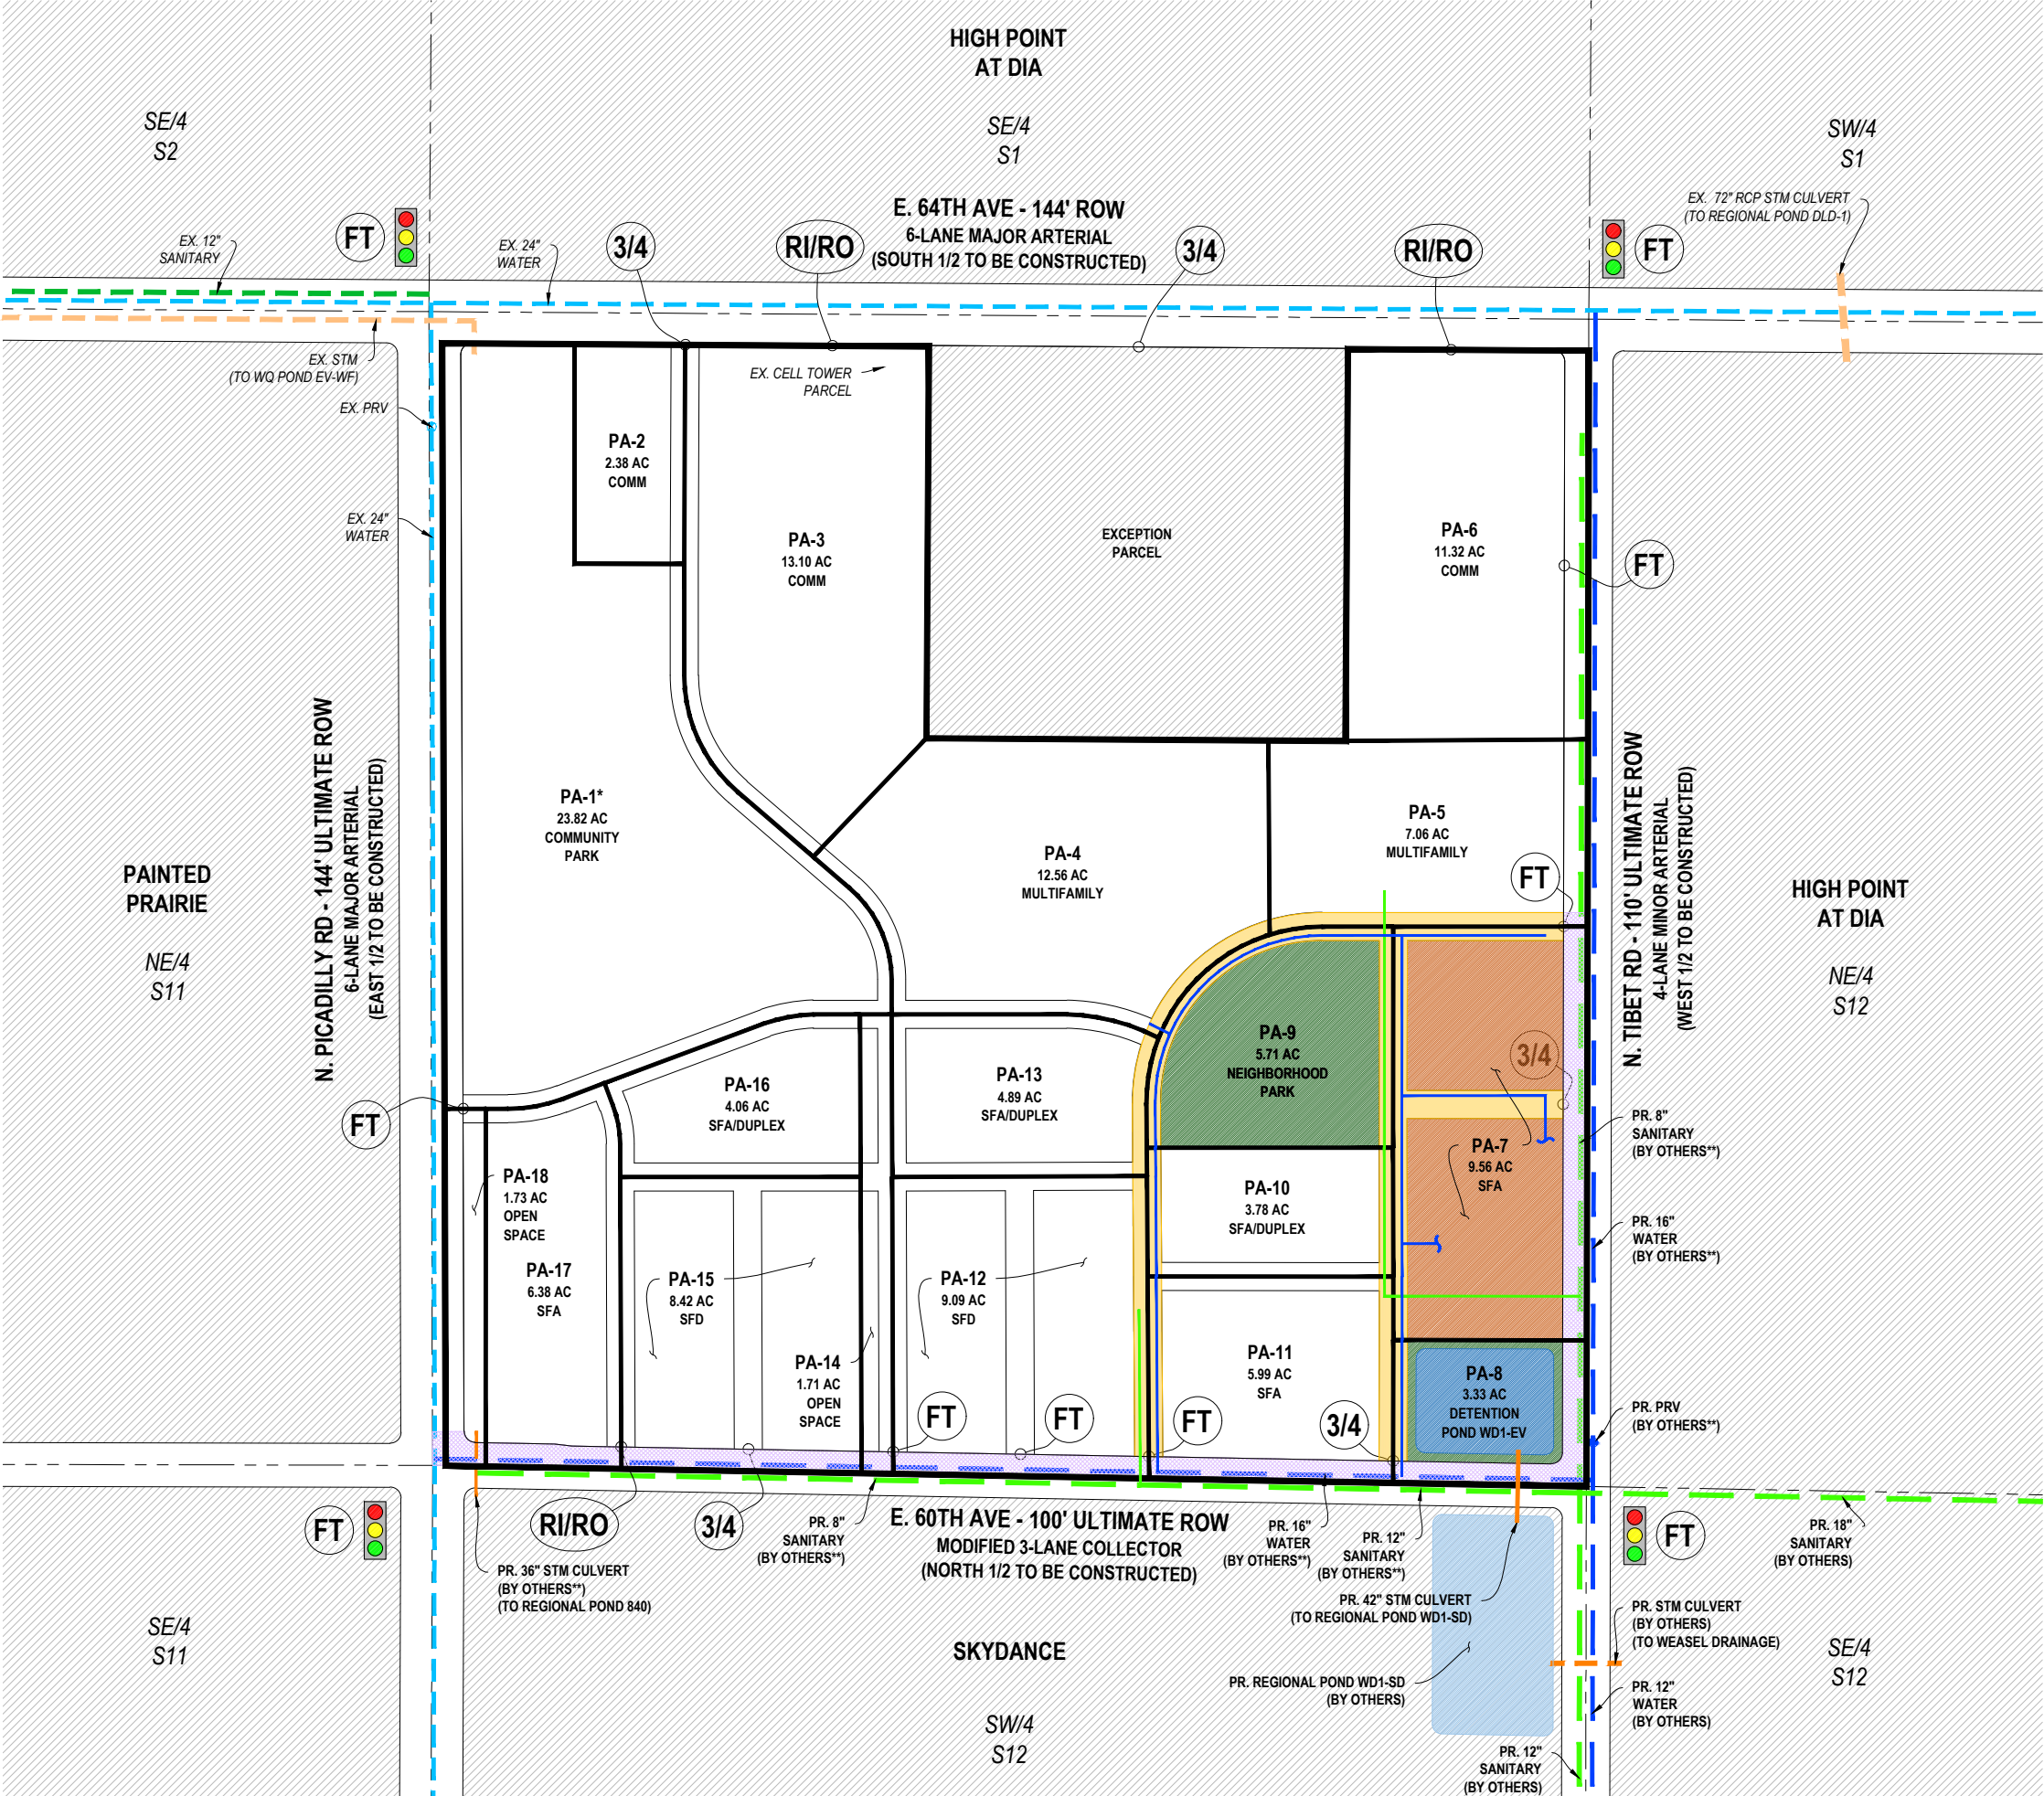 HIGH POINT
AT DIA
SE/4
S2
SE/4
S1
SW/4
S1
EX. 72" RCP STM CULVERT
(TO REGIONAL POND DLD-1)
E. 64TH AVE - 144' ROW
6-LANE MAJOR ARTERIAL
(SOUTH 1/2 TO BE CONSTRUCTED)
EX. 12"
SANITARY
FT
EX. 24"
WATER
3/4
RI/RO
3/4
RI/RO
FT
EX. STM
(TO WQ POND EV-WF)
EX. PRV
EX. 24"
WATER
EX. CELL TOWER
PARCEL
PA-2
2.38 AC
COMM
PA-3
13.10 AC
COMM
EXCEPTION
PARCEL
PA-6
11.32 AC
COMM
FT
N. PICADILLY RD - 144' ULTIMATE ROW
6-LANE MAJOR ARTERIAL
(EAST 1/2 TO BE CONSTRUCTED)
PA-1*
23.82 AC
COMMUNITY
PARK
PA-4
12.56 AC
MULTIFAMILY
PA-5
7.06 AC
MULTIFAMILY
FT
N. TIBET RD - 110' ULTIMATE ROW
4-LANE MINOR ARTERIAL
(WEST 1/2 TO BE CONSTRUCTED)
PAINTED
PRAIRIE
NE/4
S11
HIGH POINT
AT DIA
NE/4
S12
PA-9
5.71 AC
NEIGHBORHOOD
PARK
3/4
PA-16
4.06 AC
SFA/DUPLEX
PA-13
4.89 AC
SFA/DUPLEX
FT
PR. 8"
SANITARY
(BY OTHERS**)
PA-7
9.56 AC
SFA
PA-18
1.73 AC
OPEN
SPACE
PA-10
3.78 AC
SFA/DUPLEX
PR. 16"
WATER
(BY OTHERS**)
PA-17
6.38 AC
SFA
PA-15
8.42 AC
SFD
PA-12
9.09 AC
SFD
PA-14
1.71 AC
OPEN
SPACE
PA-11
5.99 AC
SFA
PA-8
3.33 AC
DETENTION
POND WD1-EV
PR. PRV
(BY OTHERS**)
FT
FT
FT
3/4
FT
RI/RO
3/4
PR. 8"
SANITARY
(BY OTHERS**)
E. 60TH AVE - 100' ULTIMATE ROW
MODIFIED 3-LANE COLLECTOR
(NORTH 1/2 TO BE CONSTRUCTED)
PR. 16"
WATER
(BY OTHERS**)
PR. 12"
SANITARY
(BY OTHERS**)
FT
PR. 18"
SANITARY
(BY OTHERS)
PR. 36" STM CULVERT
(BY OTHERS**)
(TO REGIONAL POND 840)
PR. 42" STM CULVERT
(TO REGIONAL POND WD1-SD)
PR. STM CULVERT
(BY OTHERS)
(TO WEASEL DRAINAGE)
SE/4
S11
SKYDANCE
SE/4
S12
PR. REGIONAL POND WD1-SD
(BY OTHERS)
PR. 12"
WATER
(BY OTHERS)
SW/4
S12
PR. 12"
SANITARY
(BY OTHERS)